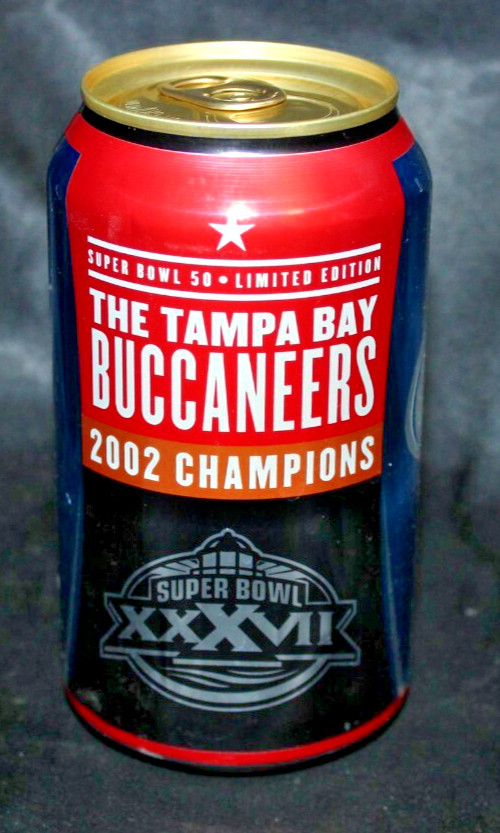 SUPER BOWL 50 • LIMITED EDITION
THE TAMPA BAY
BUCCANEERS
2002 CHAMPIONS
SUPER BOWL
XXXVII